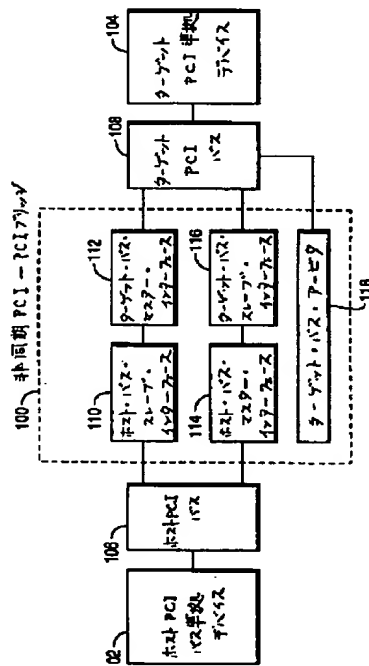 100 非同期 PCI-PCIブリッジ
02
ホストPCI
バス準拠
デバイス
106
ホストPCI
バス
110
ホスト・バス・
スレーブ・
インターフェース
112
ターゲット・バス・
マスター・
インターフェース
114
ホスト・バス・
マスター・
インターフェース
116
ターゲット・バス・
スレーブ・
インターフェース
ターゲット・バス・アービタ
118
108
ターゲット
PCI
バス
104
ターゲット
PCI 準拠
デバイス